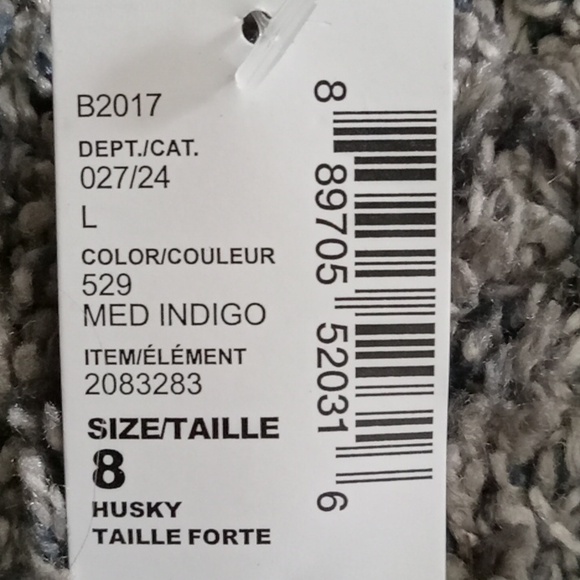 B2017
DEPT./CAT.
027/24
L
COLOR/COULEUR
529
MED INDIGO
ITEM/ÉLÉMENT
2083283
SIZE/TAILLE
8
HUSKY
TAILLE FORTE
8 89705 52031 6